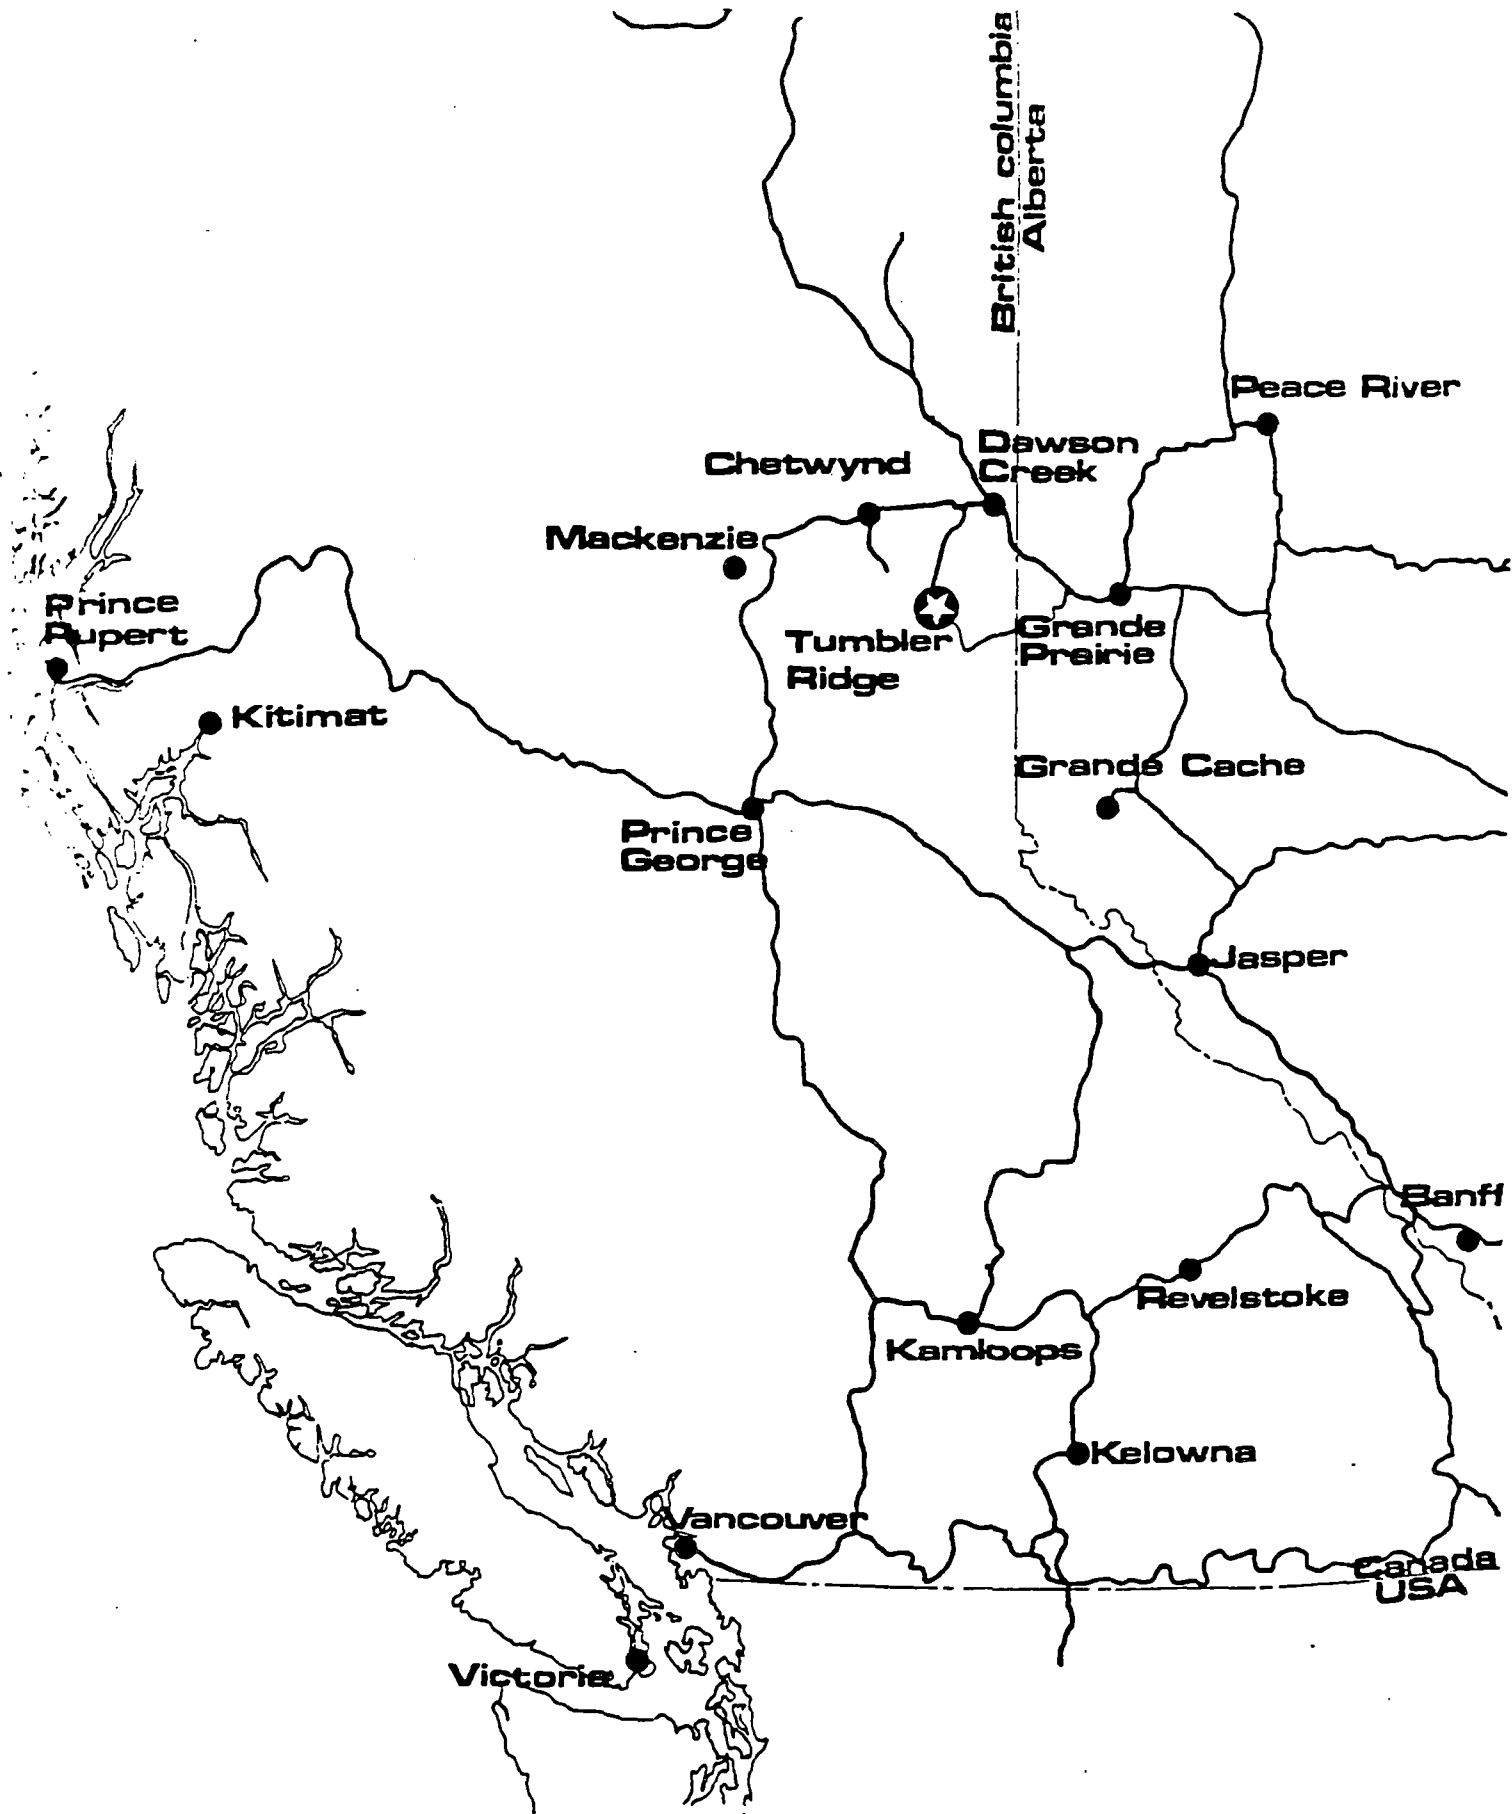 British columbia
Alberta
Peace River
Dawson
Creek
Chetwynd
Mackenzie
Prince
Rupert
Tumbler
Ridge
Grande
Prairie
Kitimat
Grande Cache
Prince
George
Jasper
Banff
Revelstoke
Kamloops
Kelowna
Vancouver
Canada
USA
Victoria